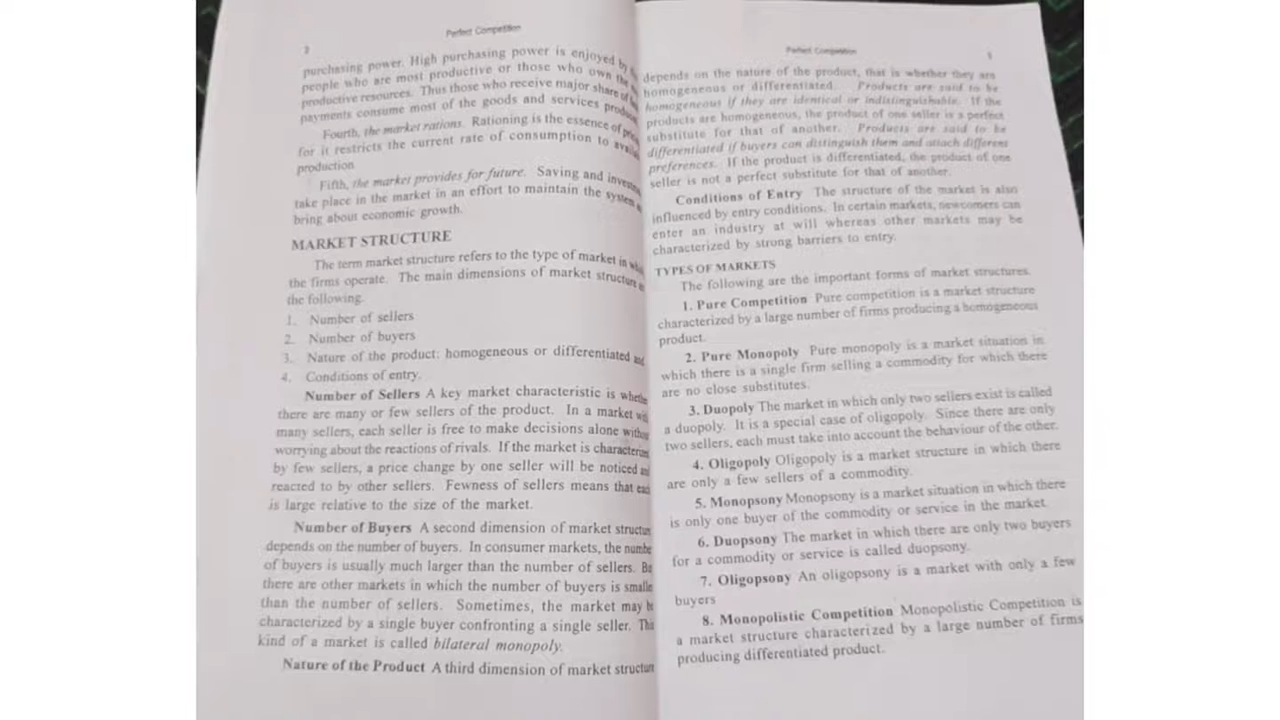 2
Perfect Competition
purchasing power. High purchasing power is enjoyed by
people who are most productive or those who own the
productive resources. Thus those who receive major share of
payments consume most of the goods and services
Fourth, the market rations. Rationing is the essence of
for it restricts the current rate of consumption to
production
Fifth, the market provides for future. Saving and
take place in the market in an effort to maintain the system
bring about economic growth.
MARKET STRUCTURE
The term market structure refers to the type of market in
the firms operate. The main dimensions of market structure
the following.
1. Number of sellers
2. Number of buyers
3. Nature of the product: homogeneous or differentiated and
4. Conditions of entry.
Number of Sellers A key market characteristic is
there are many or few sellers of the product. In a market
many sellers, each seller is free to make decisions alone
worrying about the reactions of rivals. If the market is
by few sellers, a price change by one seller will be noticed
reacted to by other sellers. Fewness of sellers means that
is large relative to the size of the market.
Number of Buyers A second dimension of market
depends on the number of buyers. In consumer markets, the
of buyers is usually much larger than the number of sellers.
there are other markets in which the number of buyers is
than the number of sellers. Sometimes, the market may
characterized by a single buyer confronting a single seller.
kind of a market is called bilateral monopoly.
Nature of the Product A third dimension of market
Perfect Competition
depends on the nature of the product, that is whether they are
homogeneous or differentiated. Products are said to be
homogeneous if they are identical or indistinguishable. If the
products are homogeneous, the product of one seller is a perfect
substitute for that of another. Products are said to be
differentiated if buyers can distinguish them and attach different
preferences. If the product is differentiated, the product of one
seller is not a perfect substitute for that of another.
Conditions of Entry The structure of the market is also
influenced by entry conditions. In certain markets, newcomers can
enter an industry at will whereas other markets may be
characterized by strong barriers to entry.
TYPES OF MARKETS
The following are the important forms of market structures.
1. Pure Competition Pure competition is a market structure
characterized by a large number of firms producing a homogeneous
product.
2. Pure Monopoly Pure monopoly is a market situation in
which there is a single firm selling a commodity for which there
are no close substitutes.
3. Duopoly The market in which only two sellers exist is called
a duopoly. It is a special case of oligopoly. Since there are only
two sellers, each must take into account the behaviour of the other.
4. Oligopoly Oligopoly is a market structure in which there
are only a few sellers of a commodity.
5. Monopsony Monopsony is a market situation in which there
is only one buyer of the commodity or service in the market
6. Duopsony The market in which there are only two buyers
for a commodity or service is called duopsony.
7. Oligopsony An oligopsony is a market with only a few
buyers
8. Monopolistic Competition Monopolistic Competition is
a market structure characterized by a large number of firms
producing differentiated product.